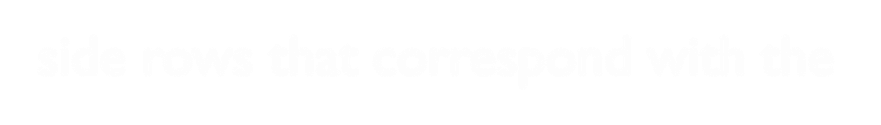 side rows that correspond with the